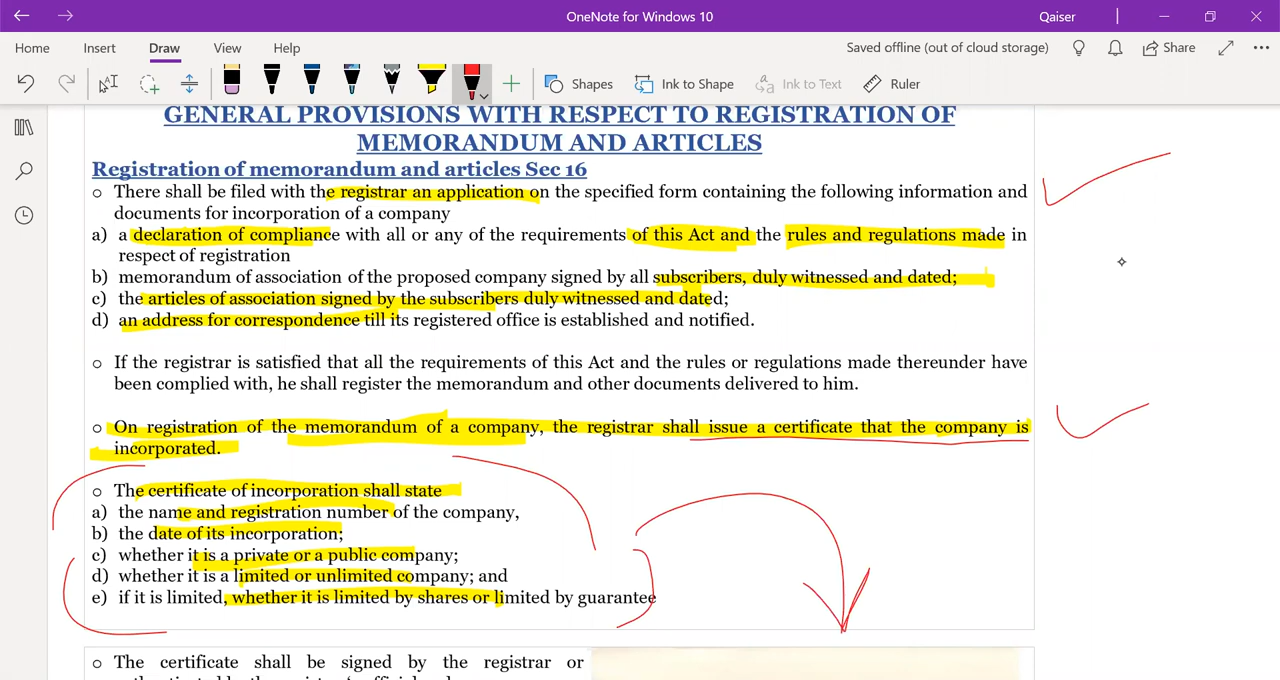 OneNote for Windows 10
Qaiser
Home Insert Draw View Help
Saved offline (out of cloud storage)
Share
Shapes
Ink to Shape
Ink to Text
Ruler
GENERAL PROVISIONS WITH RESPECT TO REGISTRATION OF
MEMORANDUM AND ARTICLES
Registration of memorandum and articles Sec 16
o There shall be filed with the registrar an application on the specified form containing the following information and
documents for incorporation of a company
a) a declaration of compliance with all or any of the requirements of this Act and the rules and regulations made in
respect of registration
b) memorandum of association of the proposed company signed by all subscribers, duly witnessed and dated;
c) the articles of association signed by the subscribers duly witnessed and dated;
d) an address for correspondence till its registered office is established and notified.
o If the registrar is satisfied that all the requirements of this Act and the rules or regulations made thereunder have
been complied with, he shall register the memorandum and other documents delivered to him.
o On registration of the memorandum of a company, the registrar shall issue a certificate that the company is
incorporated.
o The certificate of incorporation shall state
a) the name and registration number of the company,
b) the date of its incorporation;
c) whether it is a private or a public company;
d) whether it is a limited or unlimited company; and
e) if it is limited, whether it is limited by shares or limited by guarantee
o The certificate shall be signed by the registrar or